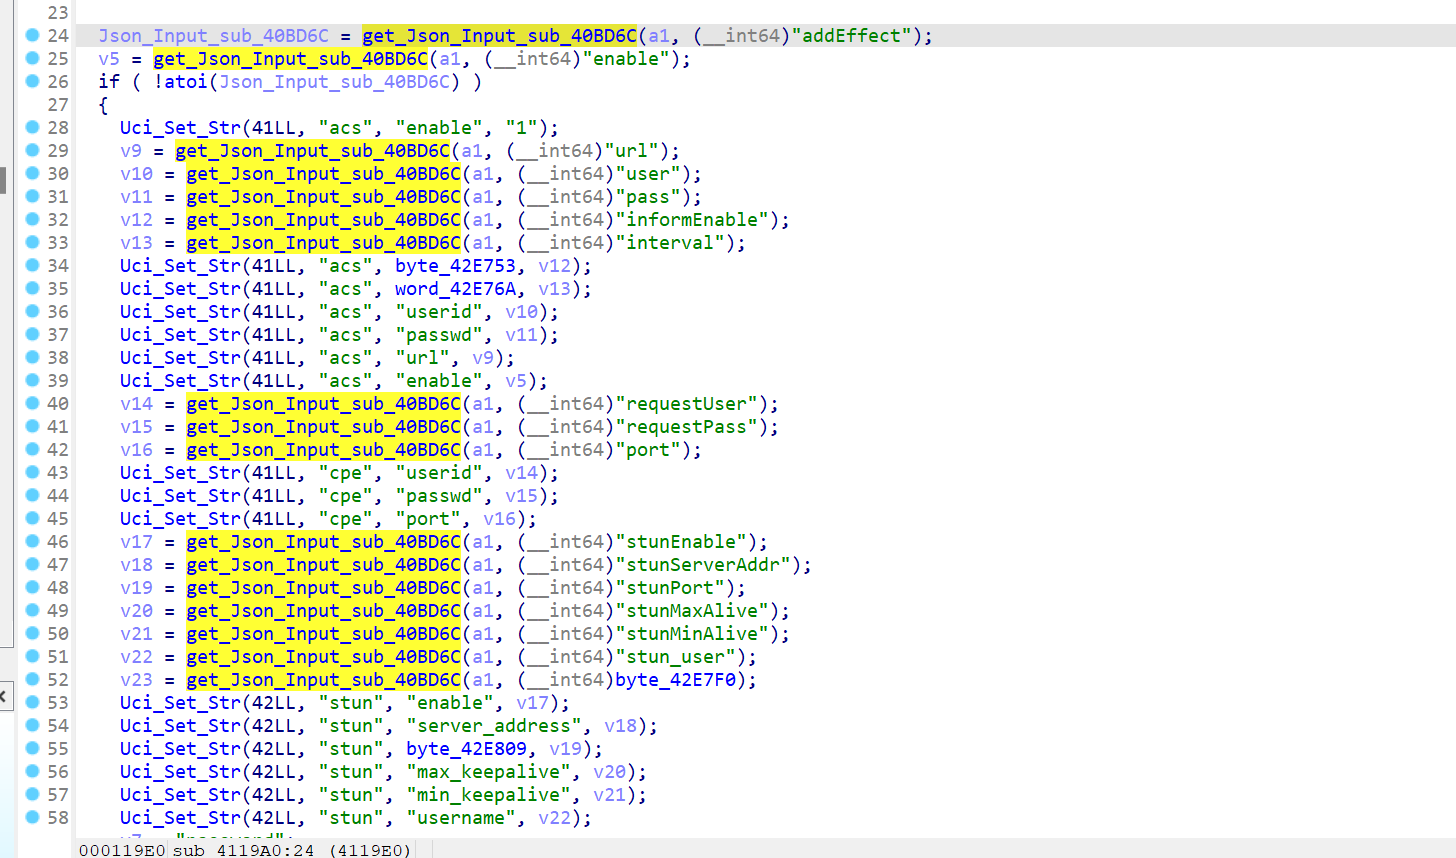 23
24 Json_Input_sub_40BD6C = get_Json_Input_sub_40BD6C(a1, (__int64)"addEffect");
25 v5 = get_Json_Input_sub_40BD6C(a1, (__int64)"enable");
26 if ( !atoi(Json_Input_sub_40BD6C) )
27 {
28 Uci_Set_Str(41LL, "acs", "enable", "1");
29 v9 = get_Json_Input_sub_40BD6C(a1, (__int64)"url");
30 v10 = get_Json_Input_sub_40BD6C(a1, (__int64)"user");
31 v11 = get_Json_Input_sub_40BD6C(a1, (__int64)"pass");
32 v12 = get_Json_Input_sub_40BD6C(a1, (__int64)"informEnable");
33 v13 = get_Json_Input_sub_40BD6C(a1, (__int64)"interval");
34 Uci_Set_Str(41LL, "acs", byte_42E753, v12);
35 Uci_Set_Str(41LL, "acs", word_42E76A, v13);
36 Uci_Set_Str(41LL, "acs", "userid", v10);
37 Uci_Set_Str(41LL, "acs", "passwd", v11);
38 Uci_Set_Str(41LL, "acs", "url", v9);
39 Uci_Set_Str(41LL, "acs", "enable", v5);
40 v14 = get_Json_Input_sub_40BD6C(a1, (__int64)"requestUser");
41 v15 = get_Json_Input_sub_40BD6C(a1, (__int64)"requestPass");
42 v16 = get_Json_Input_sub_40BD6C(a1, (__int64)"port");
43 Uci_Set_Str(41LL, "cpe", "userid", v14);
44 Uci_Set_Str(41LL, "cpe", "passwd", v15);
45 Uci_Set_Str(41LL, "cpe", "port", v16);
46 v17 = get_Json_Input_sub_40BD6C(a1, (__int64)"stunEnable");
47 v18 = get_Json_Input_sub_40BD6C(a1, (__int64)"stunServerAddr");
48 v19 = get_Json_Input_sub_40BD6C(a1, (__int64)"stunPort");
49 v20 = get_Json_Input_sub_40BD6C(a1, (__int64)"stunMaxAlive");
50 v21 = get_Json_Input_sub_40BD6C(a1, (__int64)"stunMinAlive");
51 v22 = get_Json_Input_sub_40BD6C(a1, (__int64)"stun_user");
52 v23 = get_Json_Input_sub_40BD6C(a1, (__int64)byte_42E7F0);
53 Uci_Set_Str(42LL, "stun", "enable", v17);
54 Uci_Set_Str(42LL, "stun", "server_address", v18);
55 Uci_Set_Str(42LL, "stun", byte_42E809, v19);
56 Uci_Set_Str(42LL, "stun", "max_keepalive", v20);
57 Uci_Set_Str(42LL, "stun", "min_keepalive", v21);
58 Uci_Set_Str(42LL, "stun", "username", v22);
000119E0 sub_4119A0:24 (4119E0)